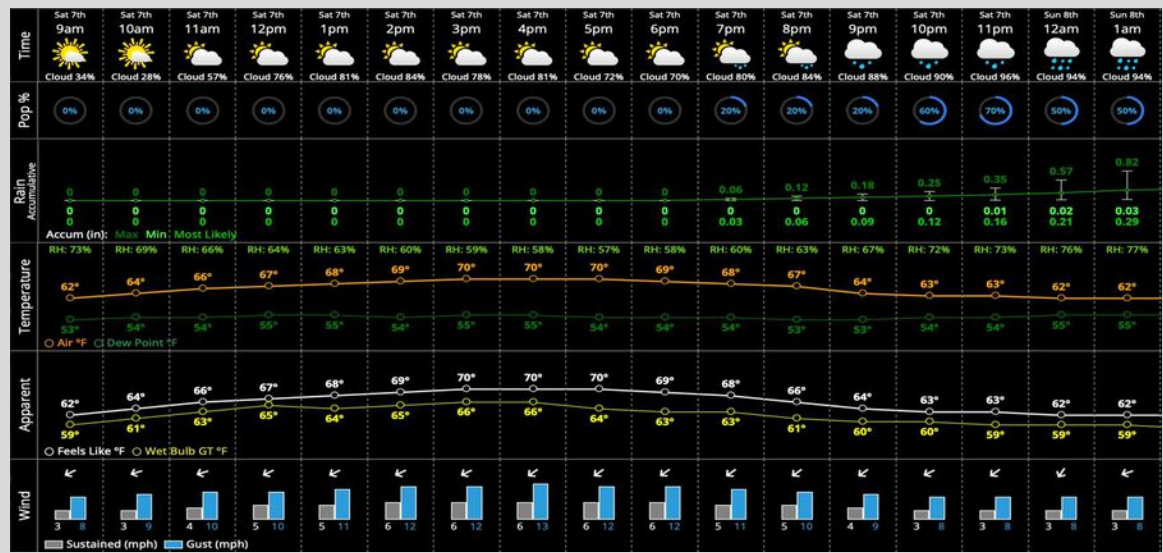 Time
Sat 7th Sat 7th Sat 7th Sat 7th Sat 7th Sat 7th Sat 7th Sat 7th Sat 7th Sat 7th Sat 7th Sat 7th Sat 7th Sat 7th Sat 7th Sun 8th Sun 8th
9am 10am 11am 12pm 1pm 2pm 3pm 4pm 5pm 6pm 7pm 8pm 9pm 10pm 11pm 12am 1am
Cloud 34% Cloud 28% Cloud 57% Cloud 76% Cloud 81% Cloud 84% Cloud 78% Cloud 81% Cloud 72% Cloud 70% Cloud 80% Cloud 84% Cloud 88% Cloud 90% Cloud 96% Cloud 94% Cloud 94%
Pop %
0% 0% 0% 0% 0% 0% 0% 0% 0% 0% 20% 20% 20% 60% 70% 50% 50%
Rain
Accumulative
0 0 0 0 0 0 0 0 0 0 0.06 0.12 0.18 0.25 0.35 0.57 0.82
0 0 0 0 0 0 0 0 0 0 0 0 0 0 0.01 0.02 0.03
0 0 0 0 0 0 0 0 0 0 0.03 0.06 0.09 0.12 0.16 0.21 0.29
Accum (in): Max Min Most Likely
Temperature
RH: 73% RH: 69% RH: 66% RH: 64% RH: 63% RH: 60% RH: 59% RH: 58% RH: 57% RH: 58% RH: 60% RH: 63% RH: 67% RH: 72% RH: 73% RH: 76% RH: 77%
62° 64° 66° 67° 68° 69° 70° 70° 70° 69° 68° 67° 64° 63° 63° 62° 62°
53° 54° 54° 55° 55° 54° 55° 55° 54° 54° 54° 53° 53° 54° 54° 55° 55°
Air °F Dew Point °F
Apparent
62° 64° 66° 67° 68° 69° 70° 70° 70° 69° 68° 66° 64° 63° 63° 62° 62°
59° 61° 63° 65° 64° 65° 66° 66° 64° 63° 63° 61° 60° 60° 59° 59° 59°
Feels Like °F Wet Bulb GT °F
Wind
3 8 3 9 4 10 5 10 5 11 6 12 6 12 6 13 6 12 6 12 5 11 5 10 4 9 3 8 3 8 3 8 3 8
Sustained (mph) Gust (mph)